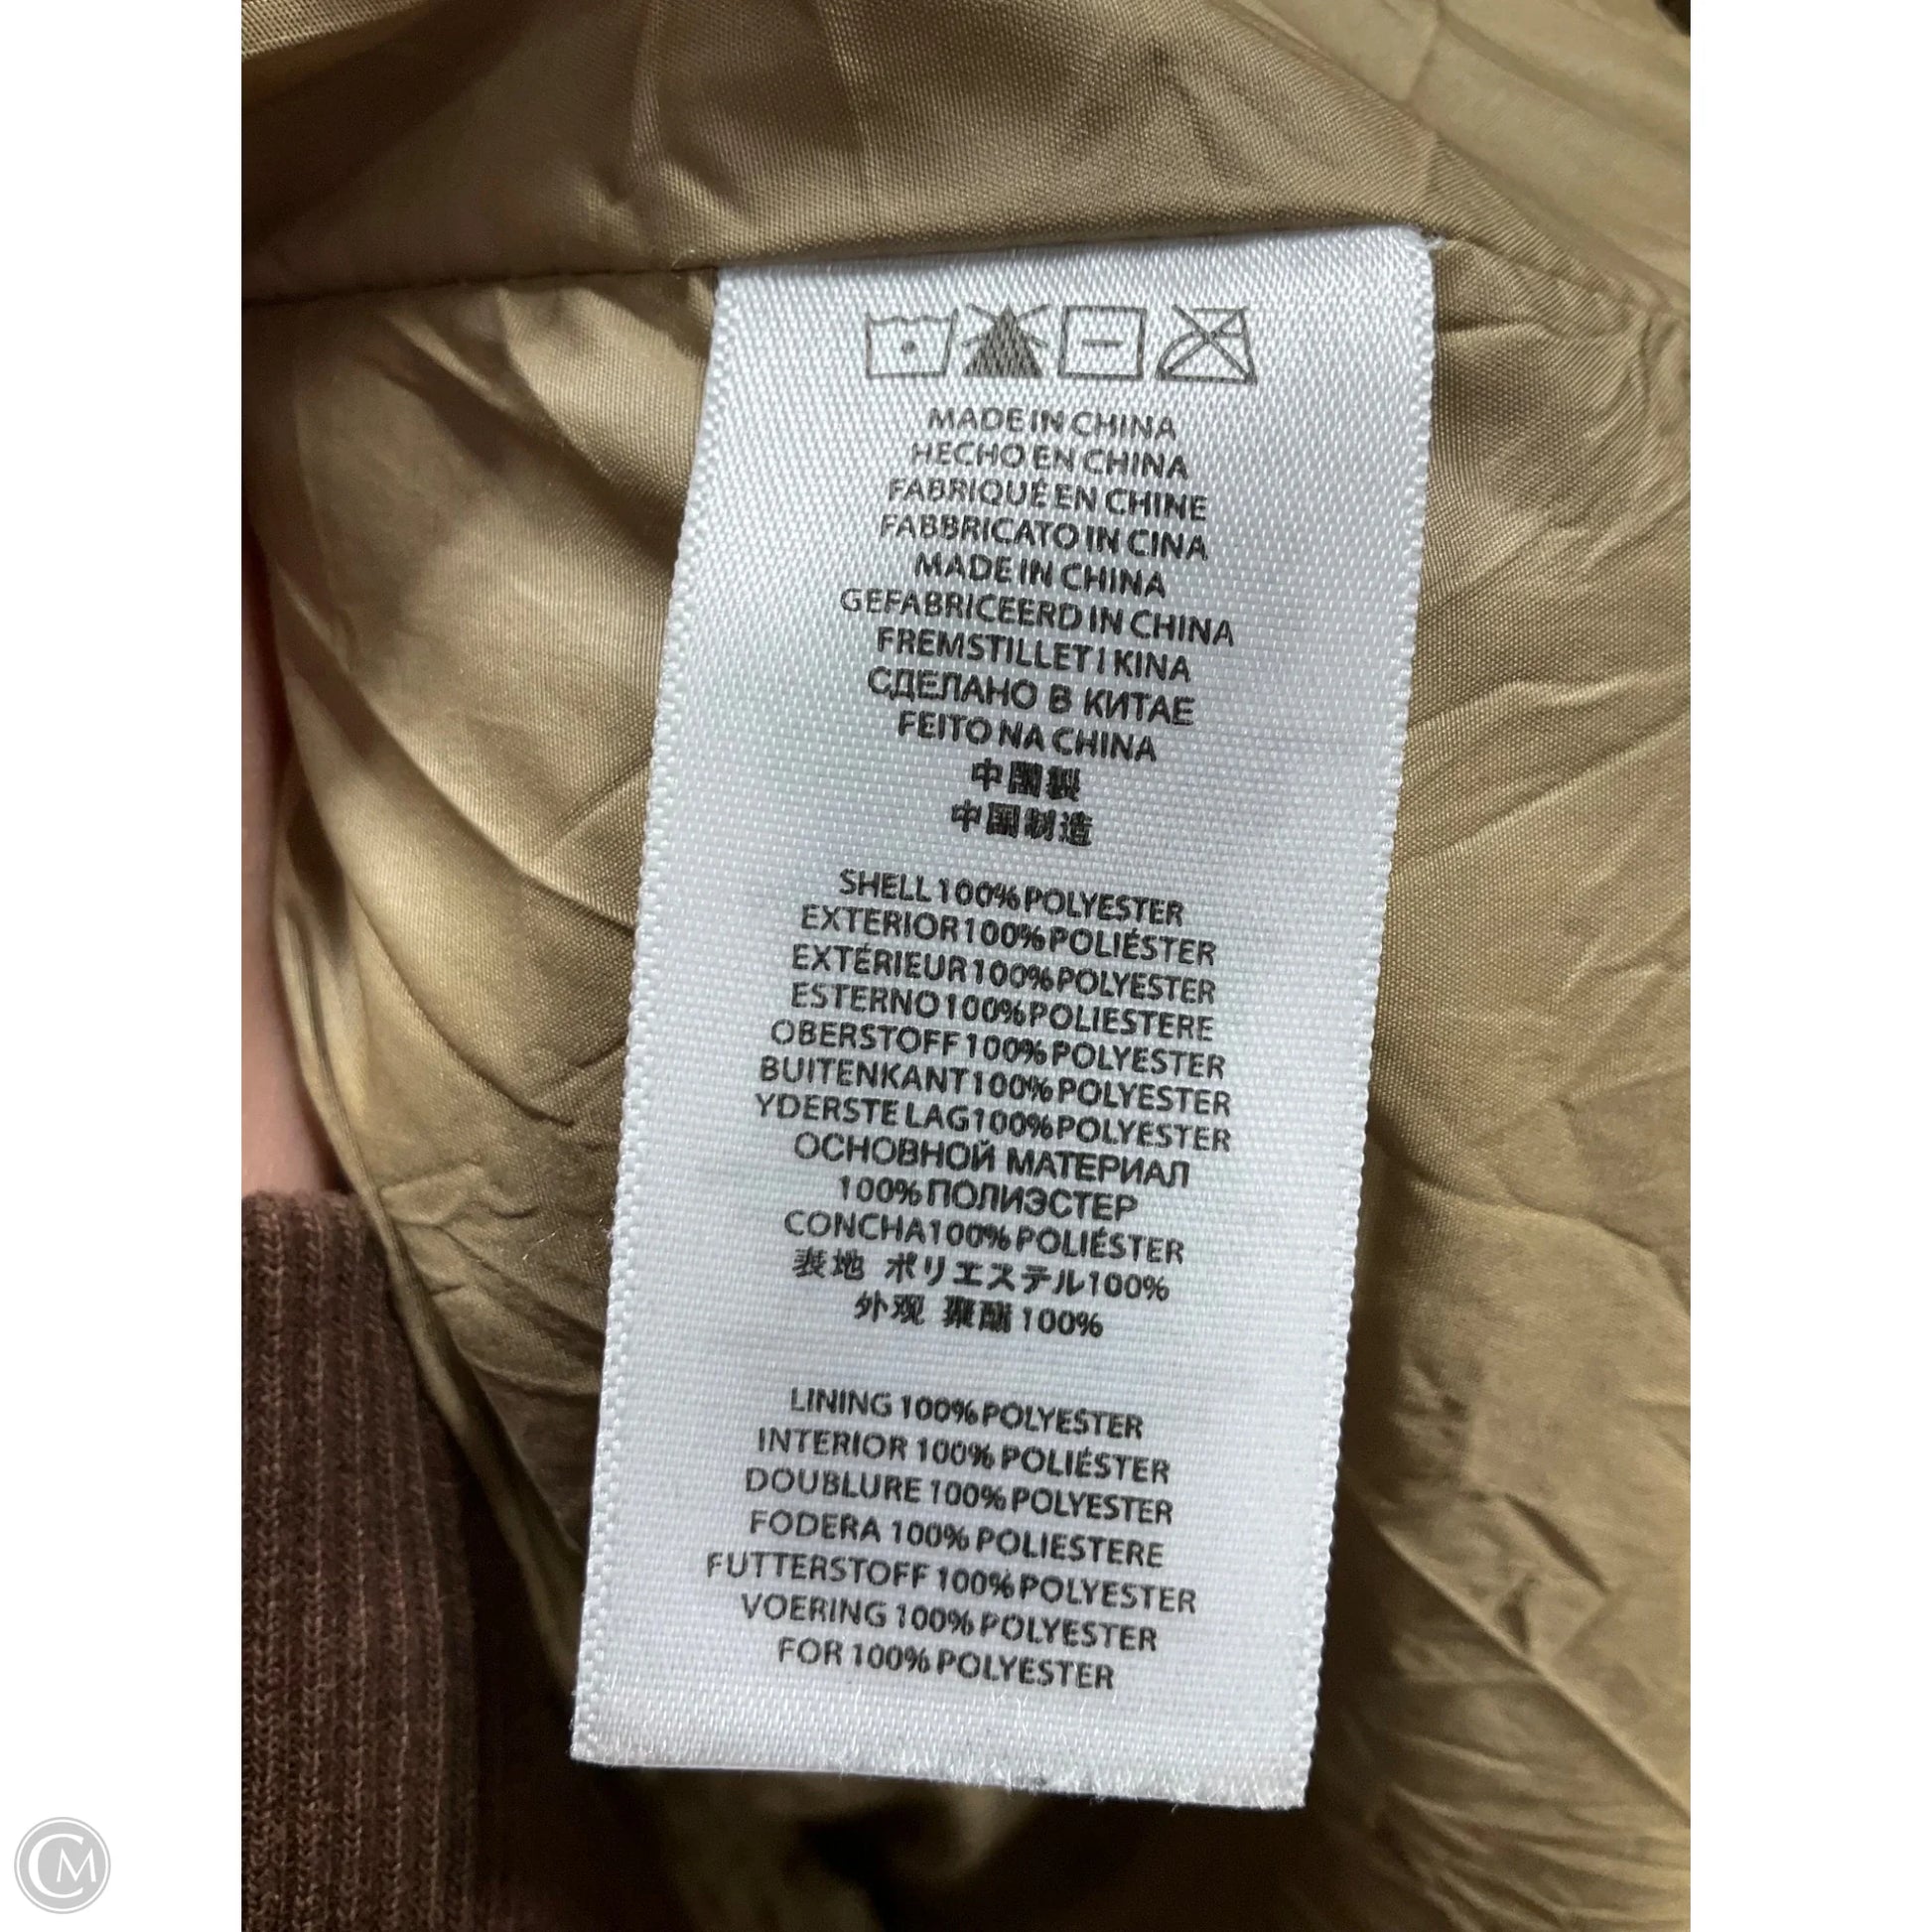 MADE IN CHINA
HECHO EN CHINA
FABRIQUÉ EN CHINE
FABBRICATO IN CINA
MADE IN CHINA
GEFABRICEERD IN CHINA
FREMSTILLET I KINA
СДЕЛАНО В КИТАЕ
FEITO NA CHINA
中国製
中国制造
SHELL 100% POLYESTER
EXTERIOR 100% POLIÉSTER
EXTÉRIEUR 100% POLYESTER
ESTERNO 100% POLIESTERE
OBERSTOFF 100% POLYESTER
BUITENKANT 100% POLYESTER
YDERSTE LAG 100% POLYESTER
ОСНОВНОЙ МАТЕРИАЛ
100% ПОЛИЭСТЕР
CONCHA 100% POLIÉSTER
表地 ポリエステル100%
外观 聚酯 100%
LINING 100% POLYESTER
INTERIOR 100% POLIÉSTER
DOUBLURE 100% POLYESTER
FODERA 100% POLIESTERE
FUTTERSTOFF 100% POLYESTER
VOERING 100% POLYESTER
FOR 100% POLYESTER
CM